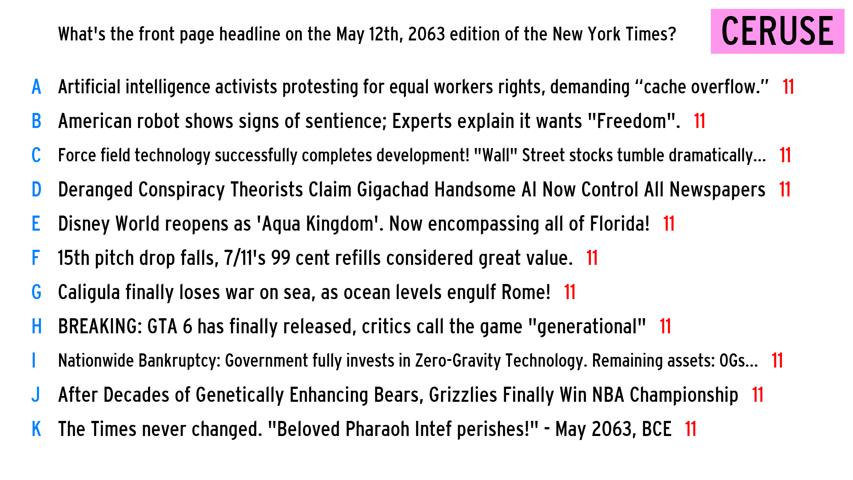 What's the front page headline on the May 12th, 2063 edition of the New York Times?
CERUSE
A Artificial intelligence activists protesting for equal workers rights, demanding “cache overflow.” 11
B American robot shows signs of sentience; Experts explain it wants "Freedom". 11
C Force field technology successfully completes development! "Wall" Street stocks tumble dramatically... 11
D Deranged Conspiracy Theorists Claim Gigachad Handsome AI Now Control All Newspapers 11
E Disney World reopens as 'Aqua Kingdom'. Now encompassing all of Florida! 11
F 15th pitch drop falls, 7/11's 99 cent refills considered great value. 11
G Caligula finally loses war on sea, as ocean levels engulf Rome! 11
H BREAKING: GTA 6 has finally released, critics call the game "generational" 11
I Nationwide Bankruptcy: Government fully invests in Zero-Gravity Technology. Remaining assets: OGs... 11
J After Decades of Genetically Enhancing Bears, Grizzlies Finally Win NBA Championship 11
K The Times never changed. "Beloved Pharaoh Intef perishes!" - May 2063, BCE 11